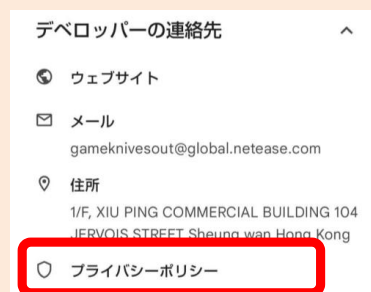 デベロッパーの連絡先
ウェブサイト
メール
gameknivesout@global.netease.com
住所
1/F, XIU PING COMMERCIAL BUILDING 104
JERVOIS STREET Sheung wan Hong Kong
プライバシーポリシー